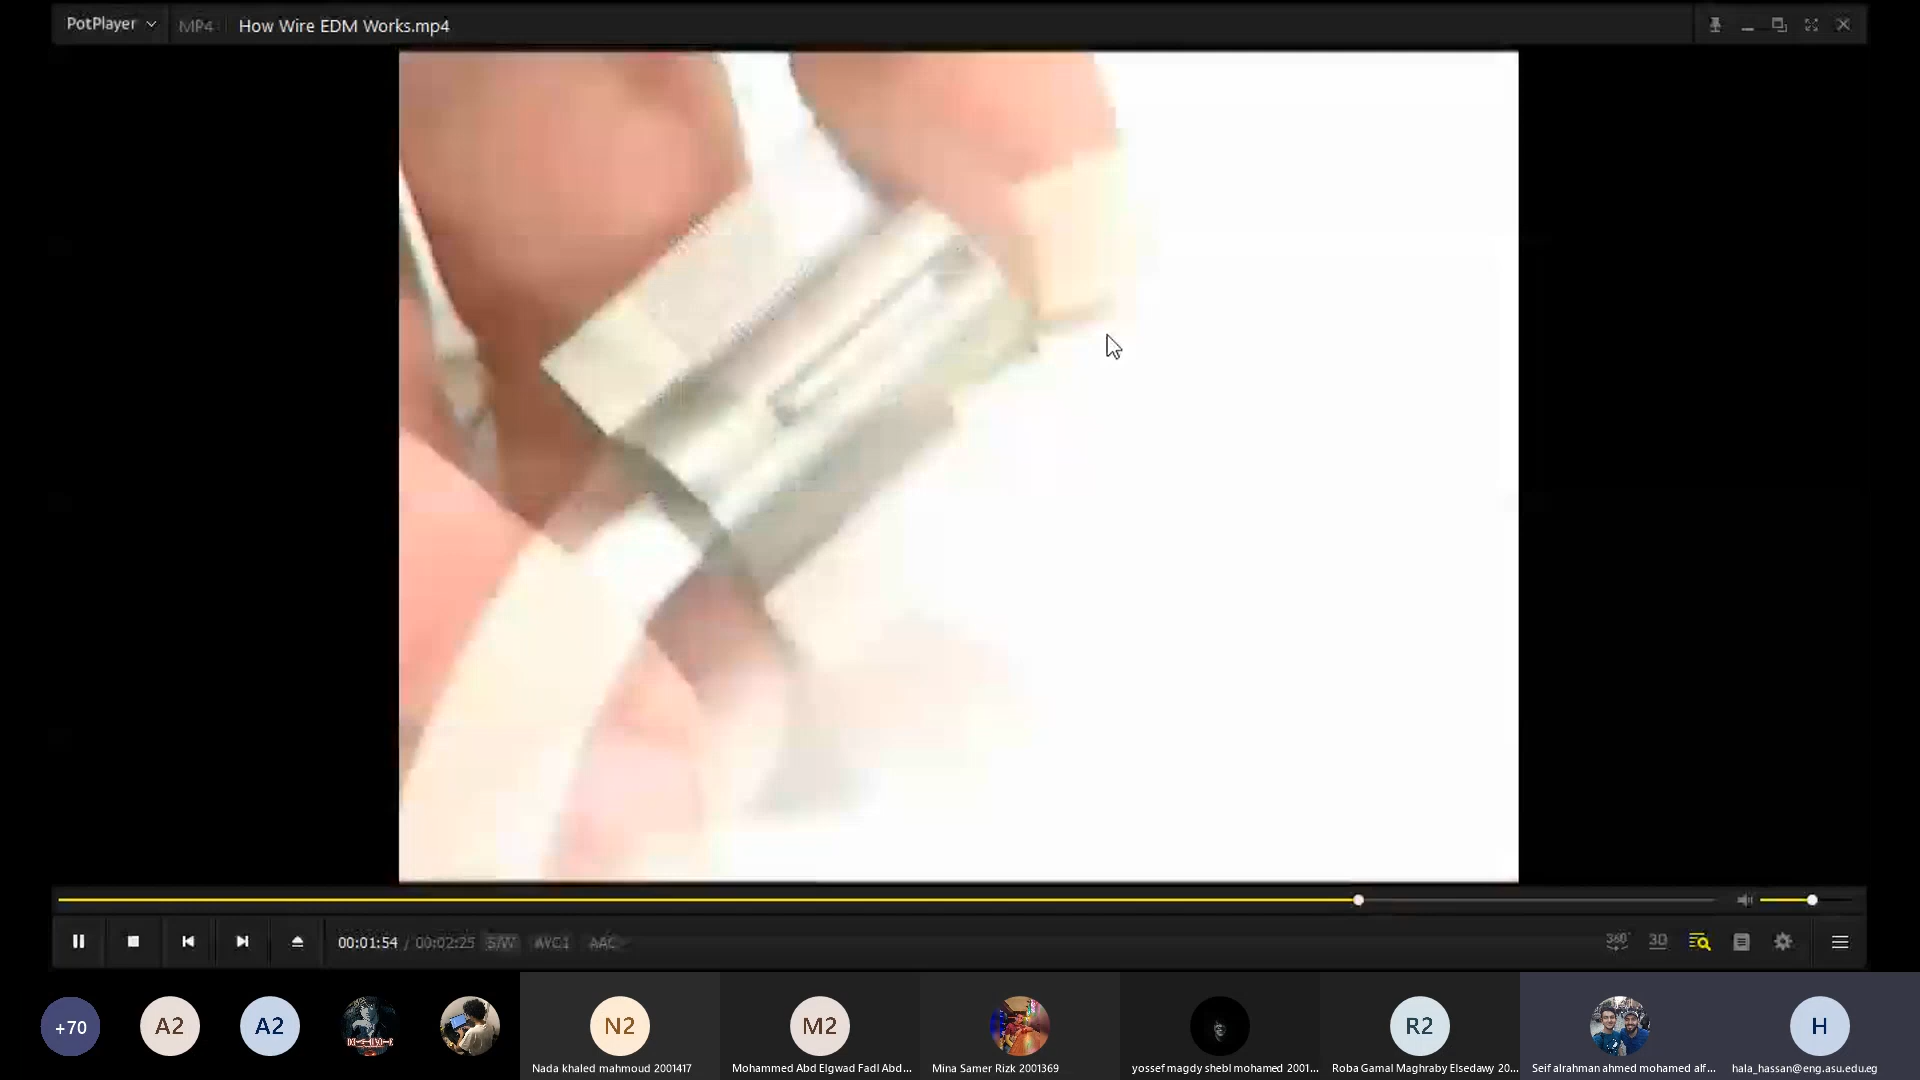 PotPlayer MP4 How Wire EDM Works.mp4
00:01:54 / 00:02:25 S/W AVC1 AAC
360° 3D
+70 A2 A2 N2 M2 R2 H
Nada khaled mahmoud 2001417 Mohammed Abd Elgwad Fadl Abd... Mina Samer Rizk 2001369 yossef magdy shebl mohamed 2001... Roba Gamal Maghraby Elsedawy 20... Seif alrahman ahmed mohamed alf... hala_hassan@eng.asu.edu.eg